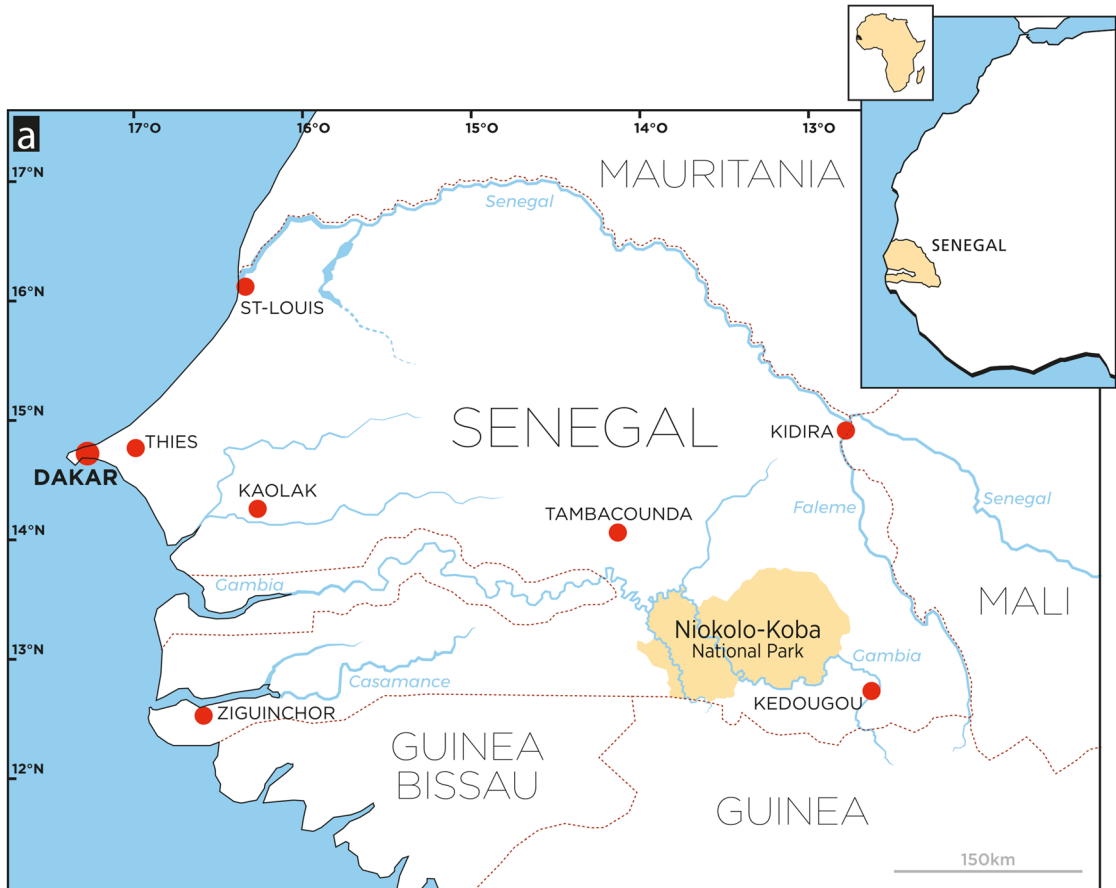 a
17°O
16°O
15°O
14°O
13°O
17°N
MAURITANIA
Senegal
SENEGAL
16°N
ST-LOUIS
15°N
SENEGAL
THIES
KIDIRA
DAKAR
KAOLAK
Senegal
Faleme
TAMBACOUNDA
14°N
Gambia
MALI
Niokolo-Koba
National Park
13°N
Gambia
Casamance
KEDOUGOU
ZIGUINCHOR
GUINEA
BISSAU
12°N
GUINEA
150km